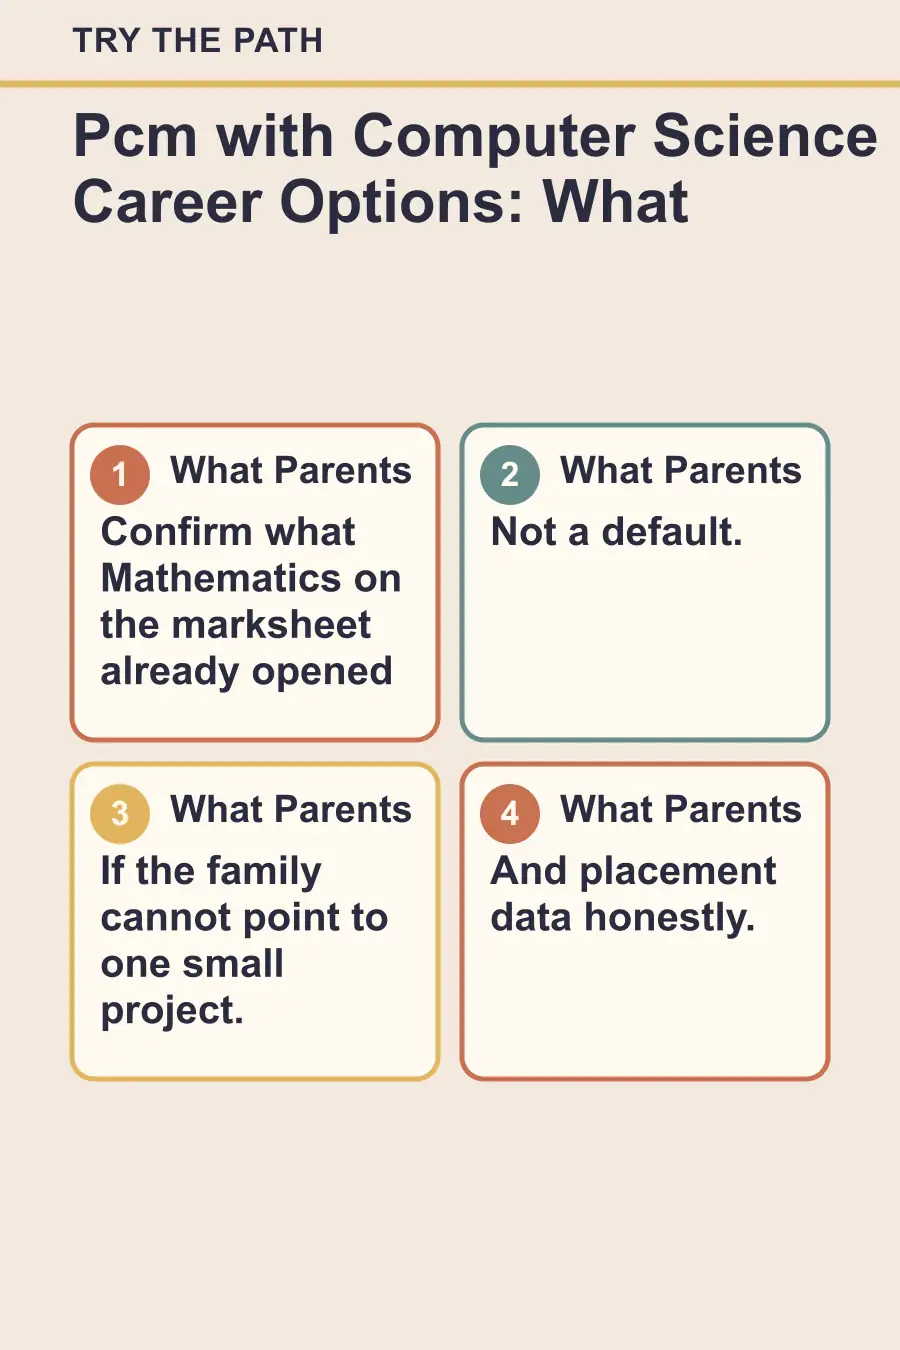 TRY THE PATH
Pcm with Computer Science
Career Options: What
1 What Parents
Confirm what
Mathematics on
the marksheet
already opened
2 What Parents
Not a default.
3 What Parents
If the family
cannot point to
one small
project.
4 What Parents
And placement
data honestly.